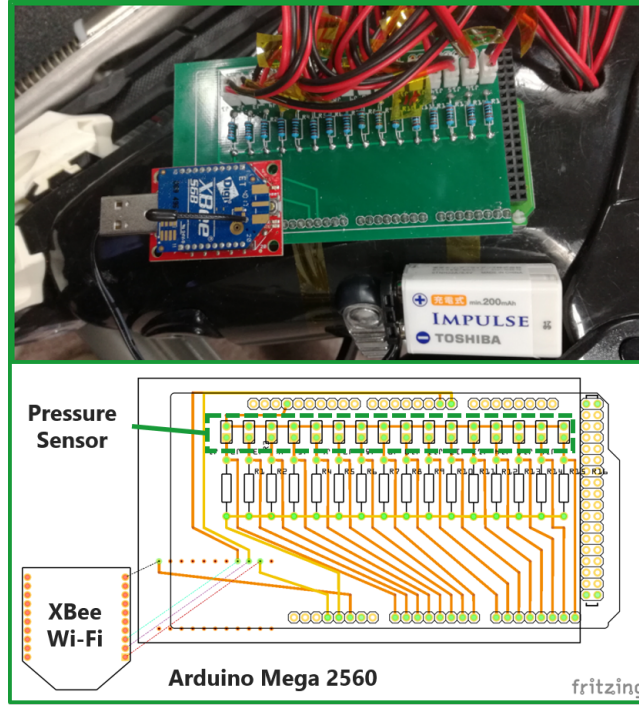 Digi
XBee
S6B
充電式 min.200mAh
IMPULSE
TOSHIBA
Pressure
Sensor
R1 R2 R4 R5 R6 R7 R8 R9 R10 R11 R12 R13 R14 R15 R16
XBee
Wi-Fi
Arduino Mega 2560
fritzing